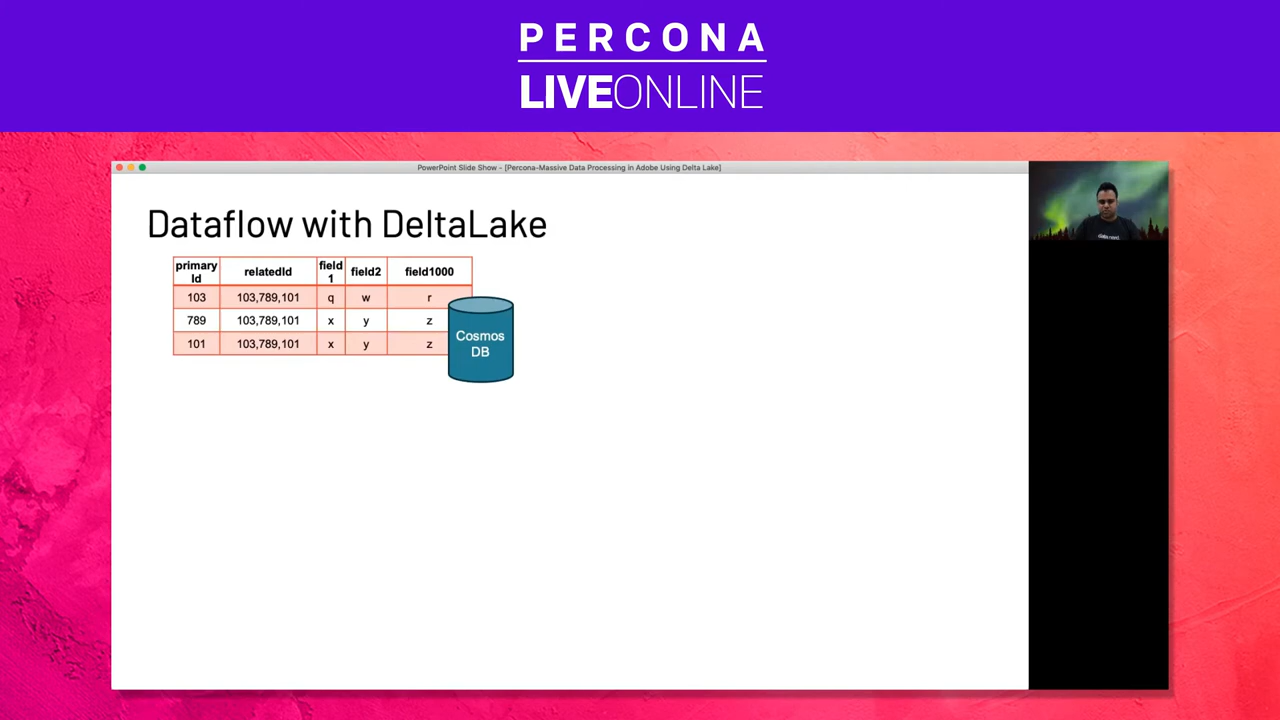 PERCONA
LIVEONLINE
PowerPoint Slide Show - [Percona-Massive Data Processing in Adobe Using Delta Lake]
Dataflow with DeltaLake
primary Id relatedId field 1 field2 field1000
103 103,789,101 q w r
789 103,789,101 x y z
101 103,789,101 x y z
Cosmos
DB